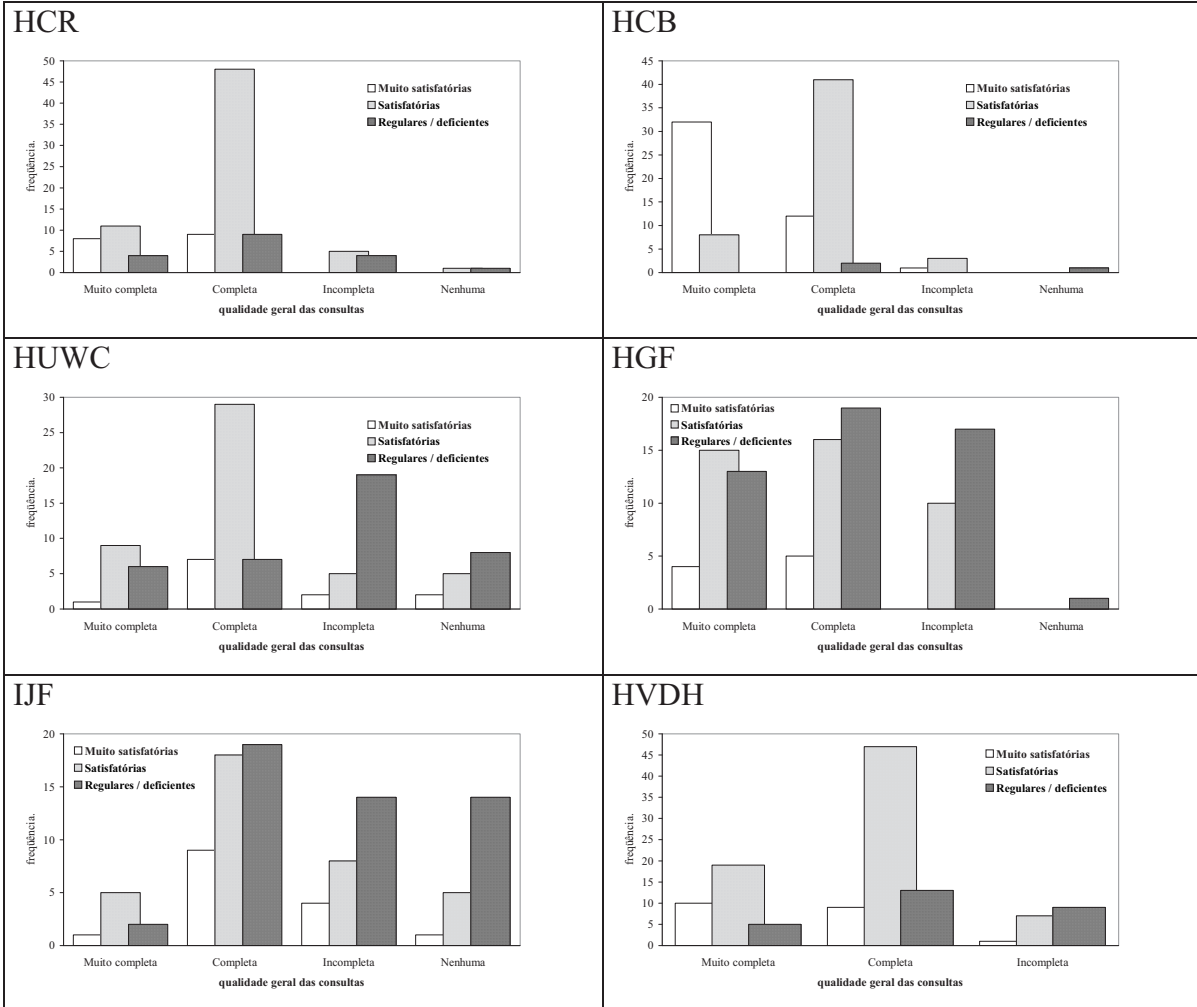 HCR
50
45
40
35
30
25
20
15
10
5
0
freqüência.
Muito satisfatórias
Satisfatórias
Regulares / deficientes
Muito completa Completa Incompleta Nenhuma
qualidade geral das consultas
HCB
45
40
35
30
25
20
15
10
5
0
freqüência.
Muito satisfatórias
Satisfatórias
Regulares / deficientes
Muito completa Completa Incompleta Nenhuma
qualidade geral das consultas
HUWC
30
20
10
5
0
freqüência.
Muito satisfatórias
Satisfatórias
Regulares / deficientes
Muito completa Completa Incompleta Nenhuma
qualidade geral das consultas
HGF
20
15
10
5
0
freqüência.
Muito satisfatórias
Satisfatórias
Regulares / deficientes
Muito completa Completa Incompleta Nenhuma
qualidade geral das consultas
IJF
20
15
10
5
0
freqüência.
Muito satisfatórias
Satisfatórias
Regulares / deficientes
Muito completa Completa Incompleta Nenhuma
qualidade geral das consultas
HVDH
50
45
40
35
30
25
20
15
10
5
0
freqüência.
Muito satisfatórias
Satisfatórias
Regulares / deficientes
Muito completa Completa Incompleta
qualidade geral das consultas